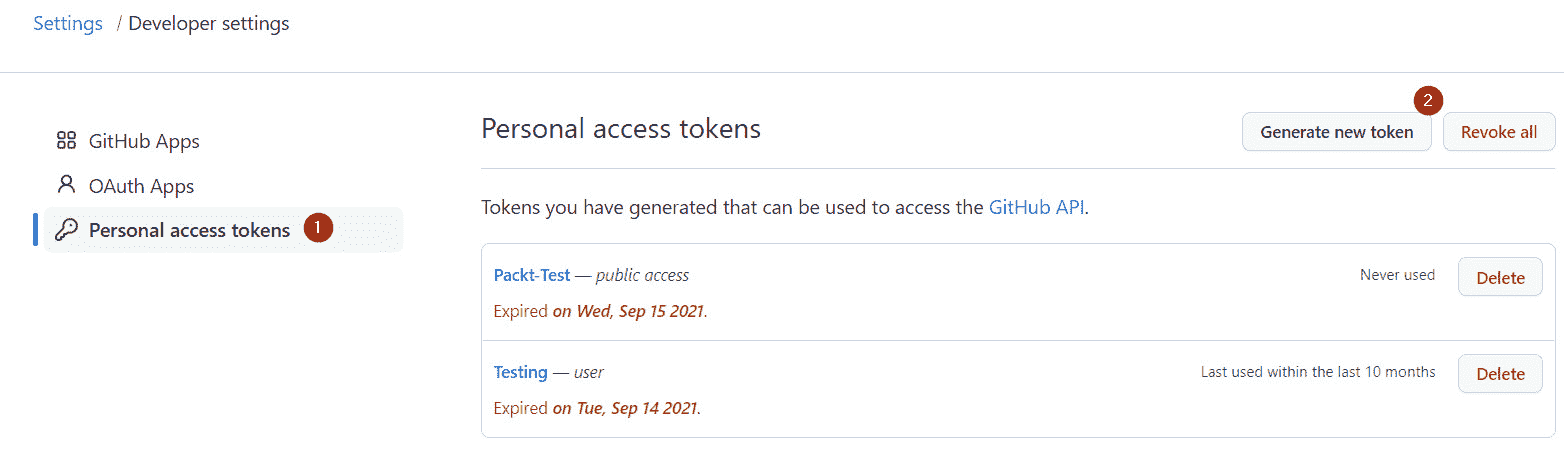 Settings / Developer settings
GitHub Apps
OAuth Apps
Personal access tokens 1
Personal access tokens
2
Generate new token
Revoke all
Tokens you have generated that can be used to access the GitHub API.
Packt-Test — public access
Never used
Delete
Expired on Wed, Sep 15 2021.
Testing — user
Last used within the last 10 months
Delete
Expired on Tue, Sep 14 2021.